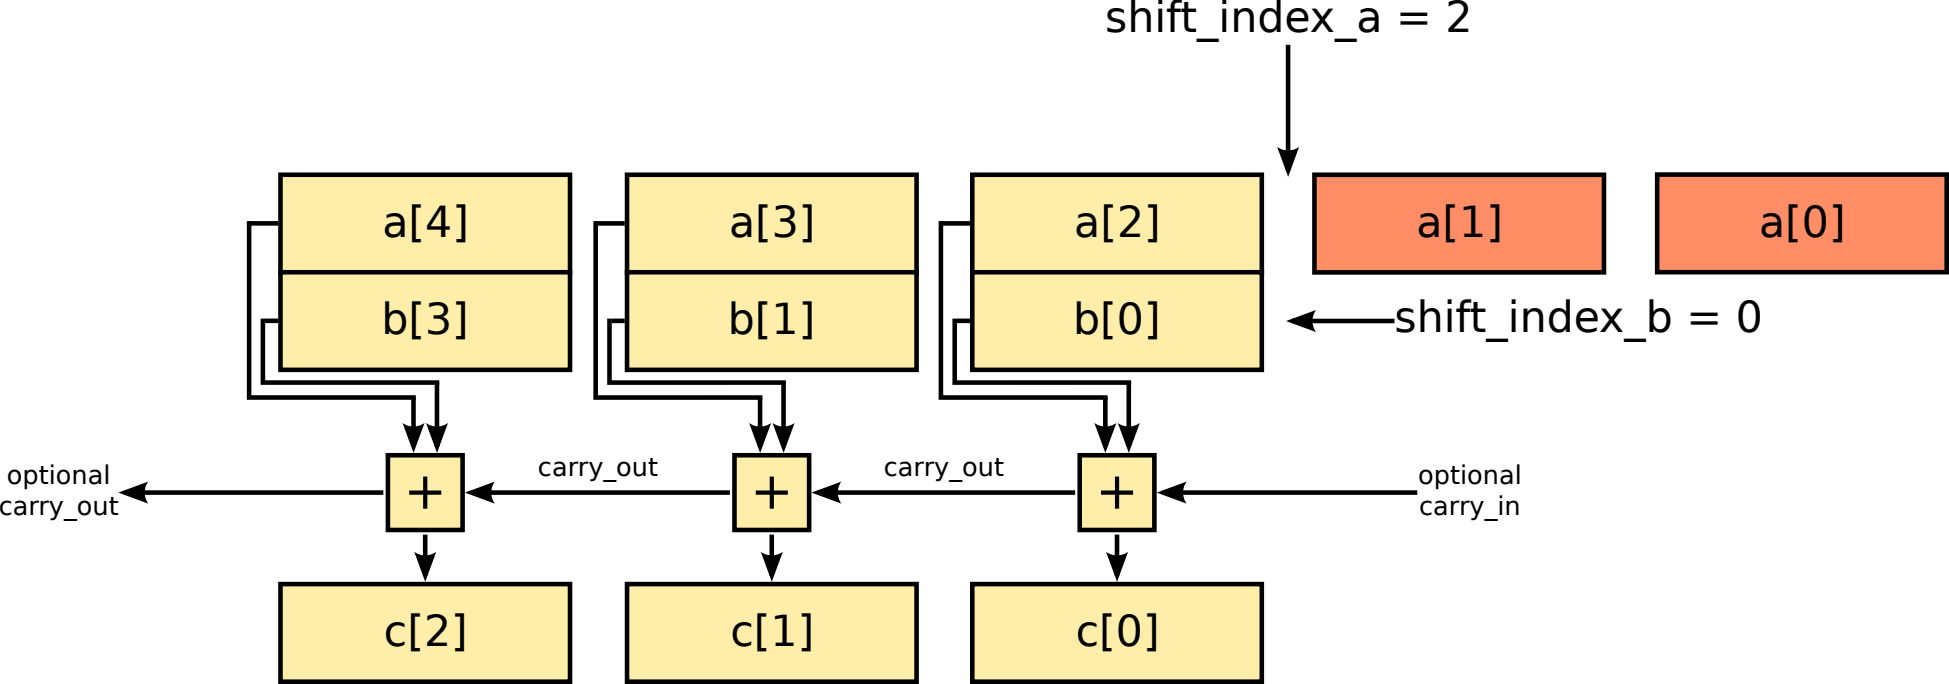 shift_index_a = 2
a[4] a[3] a[2] a[1] a[0]
b[3] b[1] b[0] shift_index_b = 0
optional carry_out carry_out optional
carry_out + + + carry_in
c[2] c[1] c[0]